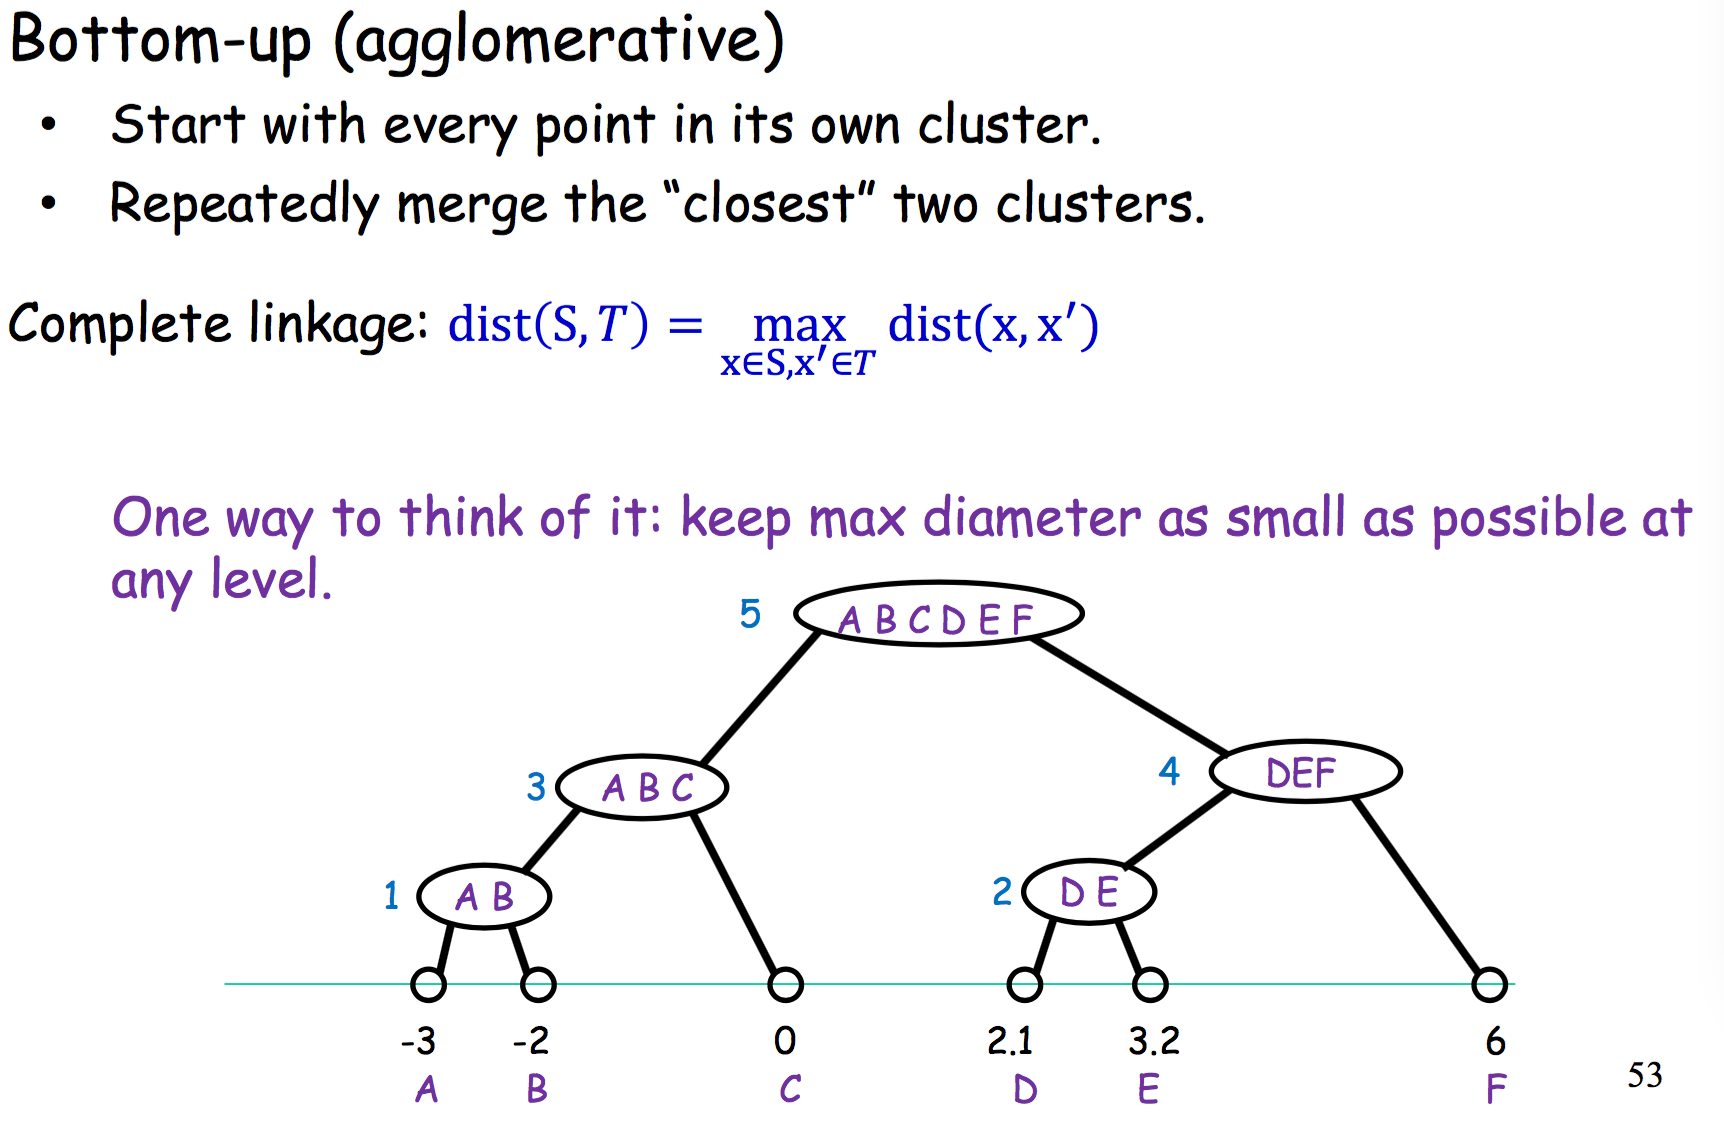 Bottom-up (agglomerative)
• Start with every point in its own cluster.
• Repeatedly merge the “closest” two clusters.
Complete linkage: dist(S, T) = max dist(x, x′)
x∈S,x′∈T
One way to think of it: keep max diameter as small as possible at
any level.
5 A B C D E F
3 A B C
4 DEF
1 A B
2 D E
-3 -2 0 2.1 3.2 6
A B C D E F
53